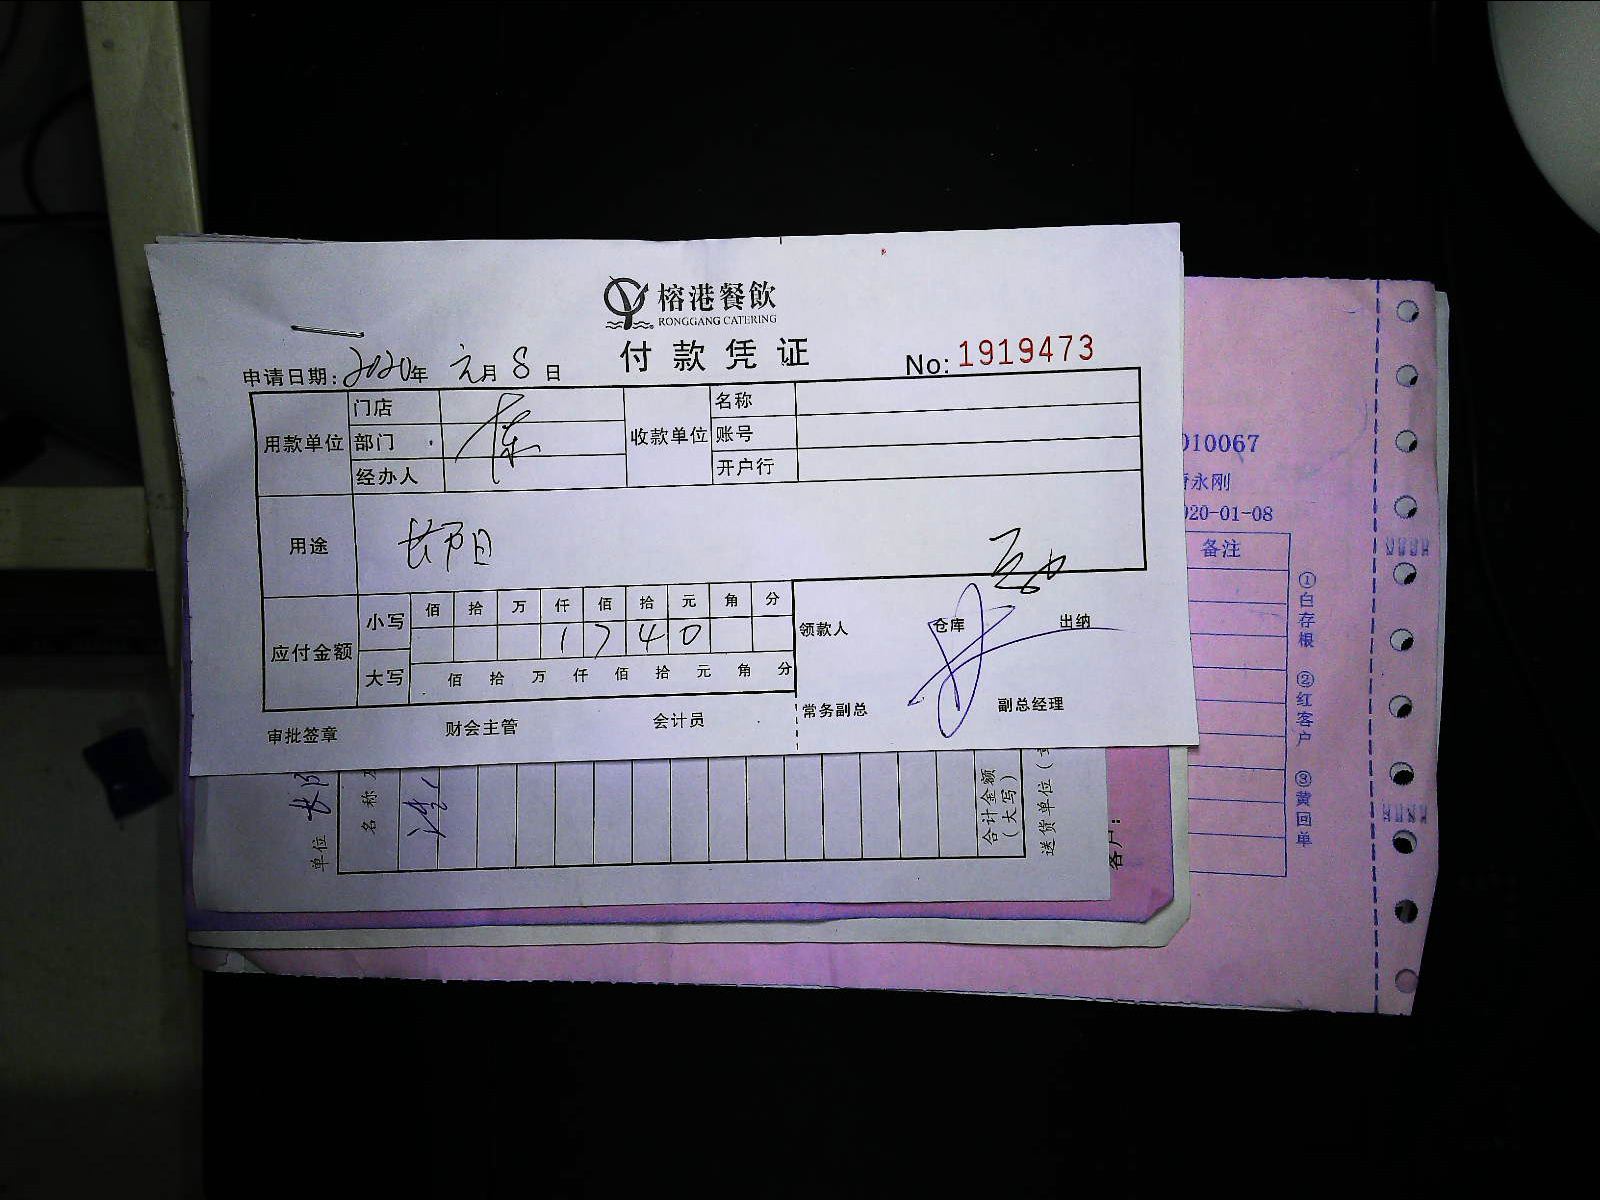 榕港餐飲
RONGGANG CATERING
付款凭证
No: 1919473
申请日期: 2020年 元月 8日
用款单位 门店 收款单位 名称
部门 账号
经办人 开户行
用途
应付金额 小写 佰 拾 万 仟 佰 拾 元 角 分
1 7 4 0
大写 佰 拾 万 仟 佰 拾 元 角 分
领款人 仓库 出纳
常务副总 副总经理
审批签章 财会主管 会计员
单位
名称
合计金额
(大写)
送货单位(
客户:
010067
永刚
020-01-08
备注
①白存根 ②红客户 ③黄回单